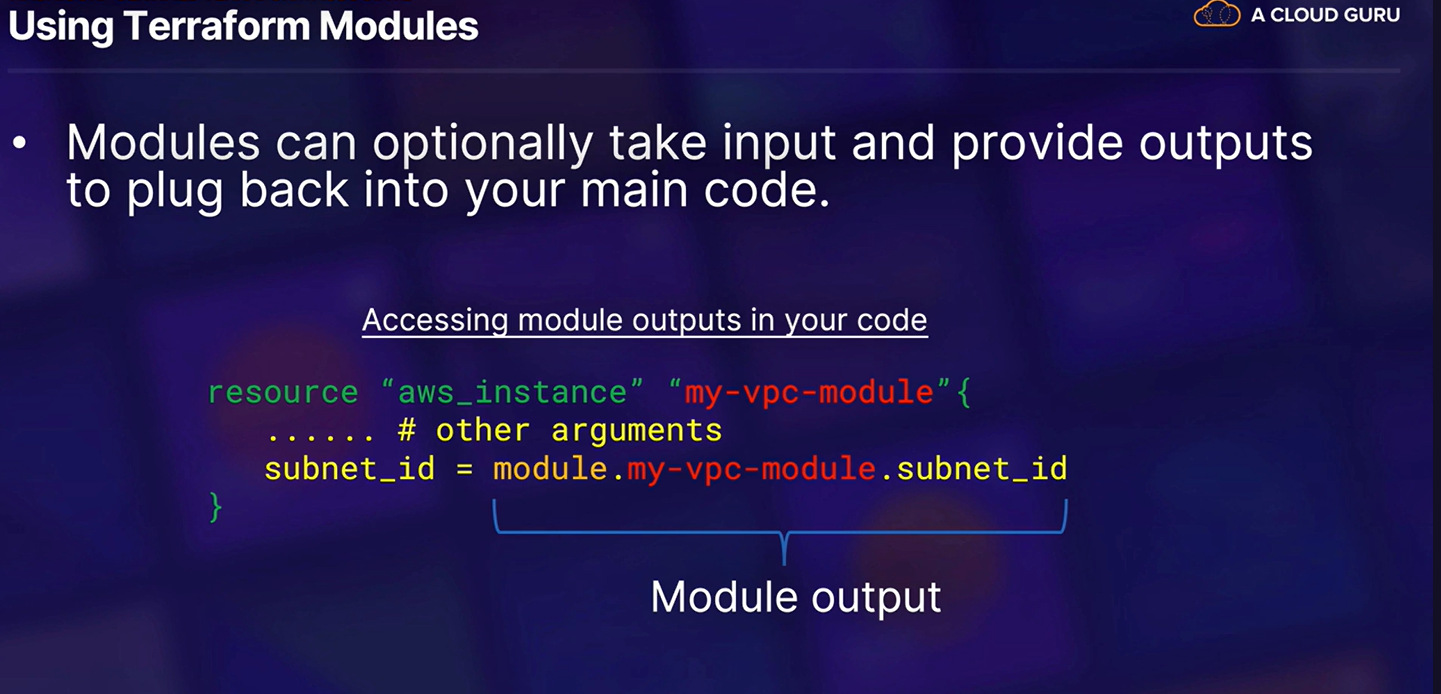 Using Terraform Modules
A CLOUD GURU
• Modules can optionally take input and provide outputs
to plug back into your main code.
Accessing module outputs in your code
resource “aws_instance” “my-vpc-module”{
...... # other arguments
subnet_id = module.my-vpc-module.subnet_id
}
Module output